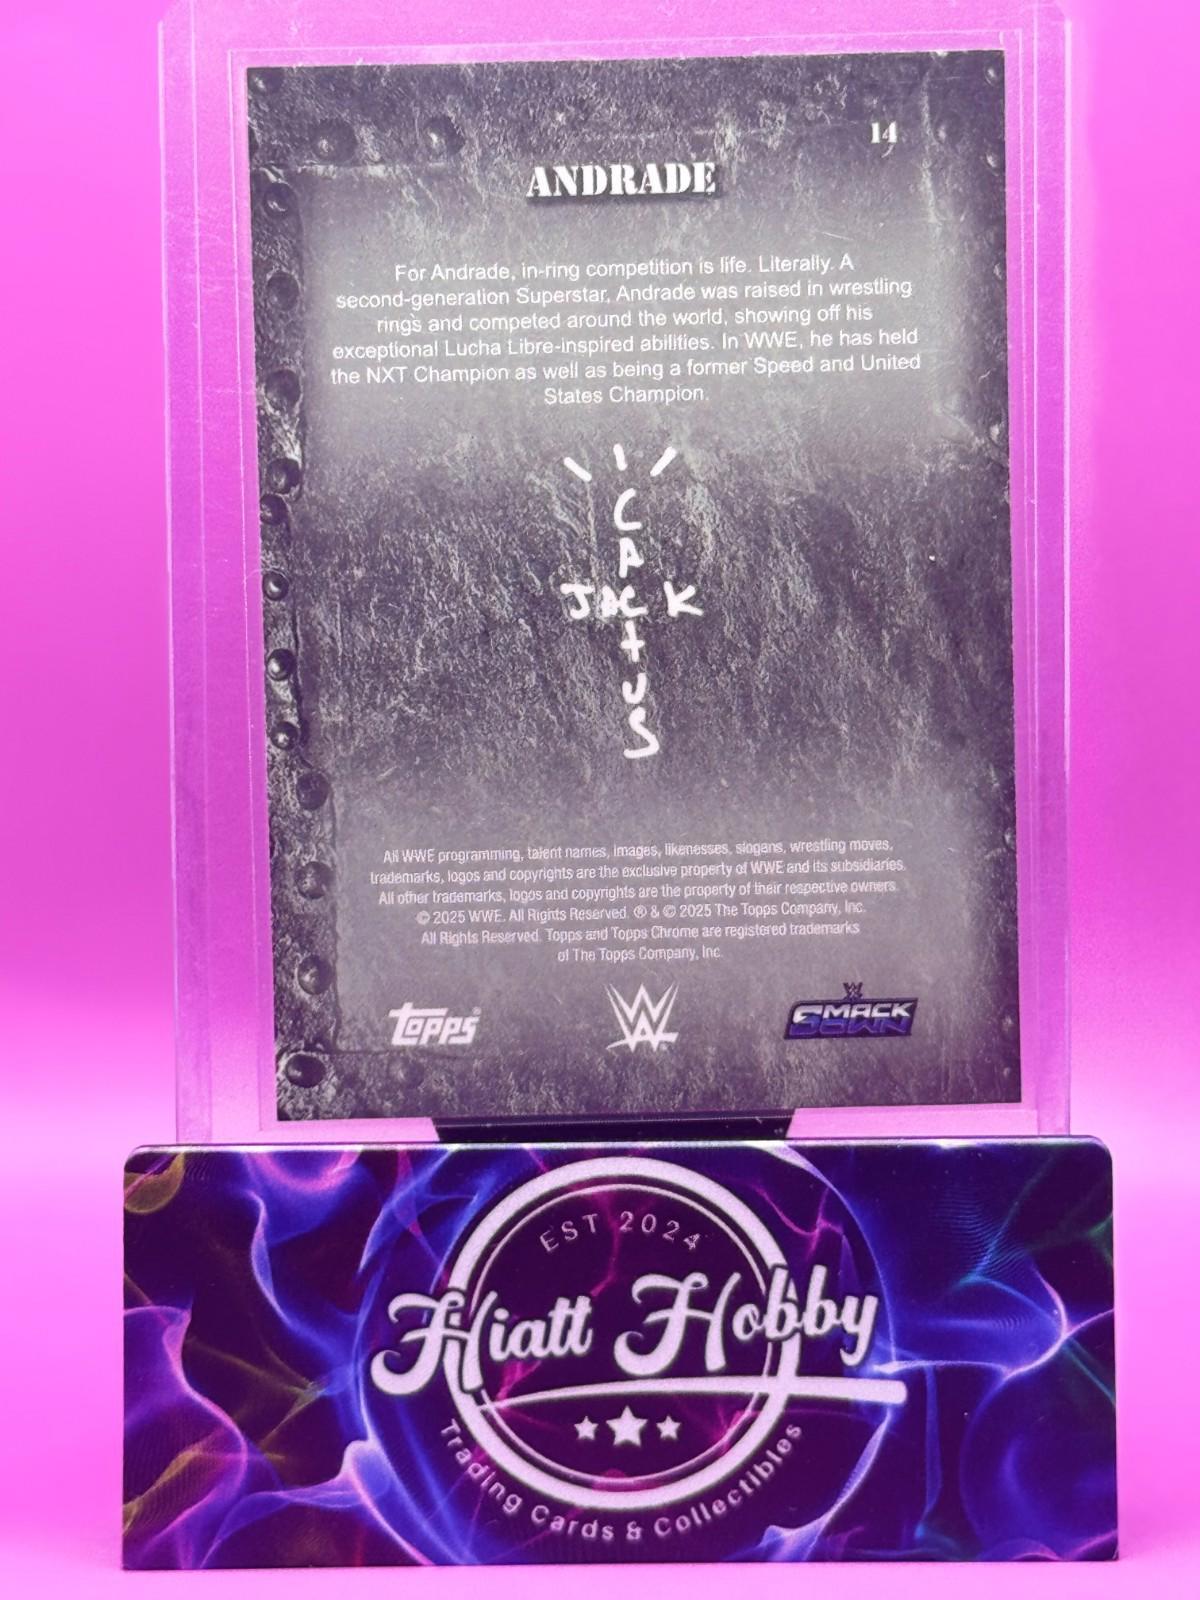 14
ANDRADE
For Andrade, in-ring competition is life. Literally. A
second-generation Superstar, Andrade was raised in wrestling
rings and competed around the world, showing off his
exceptional Lucha Libre-inspired abilities. In WWE, he has held
the NXT Champion as well as being a former Speed and United
States Champion.
C
A
JACK
T
U
S
All WWE programming, talent names, images, likenesses, slogans, wrestling moves,
trademarks, logos and copyrights are the exclusive property of WWE and its subsidiaries.
All other trademarks, logos and copyrights are the property of their respective owners.
© 2025 WWE. All Rights Reserved. ® & © 2025 The Topps Company, Inc.
All Rights Reserved. Topps and Topps Chrome are registered trademarks
of The Topps Company, Inc.
topps
W
SMACK
DOWN
EST 2024
Hiatt Hobby
Trading Cards & Collectibles